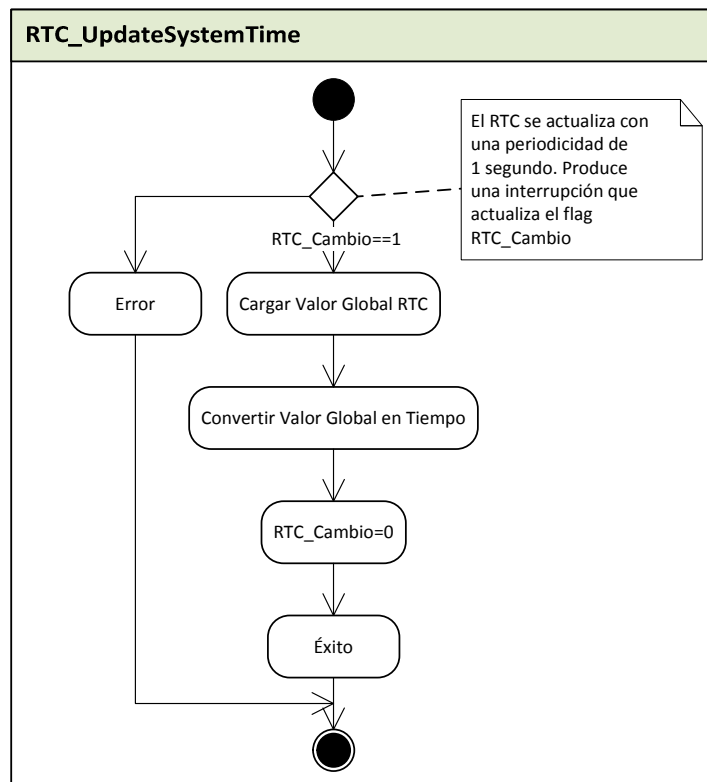 RTC_UpdateSystemTime
El RTC se actualiza con
una periodicidad de
1 segundo. Produce
una interrupción que
actualiza el flag
RTC_Cambio
RTC_Cambio==1
Error
Cargar Valor Global RTC
Convertir Valor Global en Tiempo
RTC_Cambio=0
Éxito